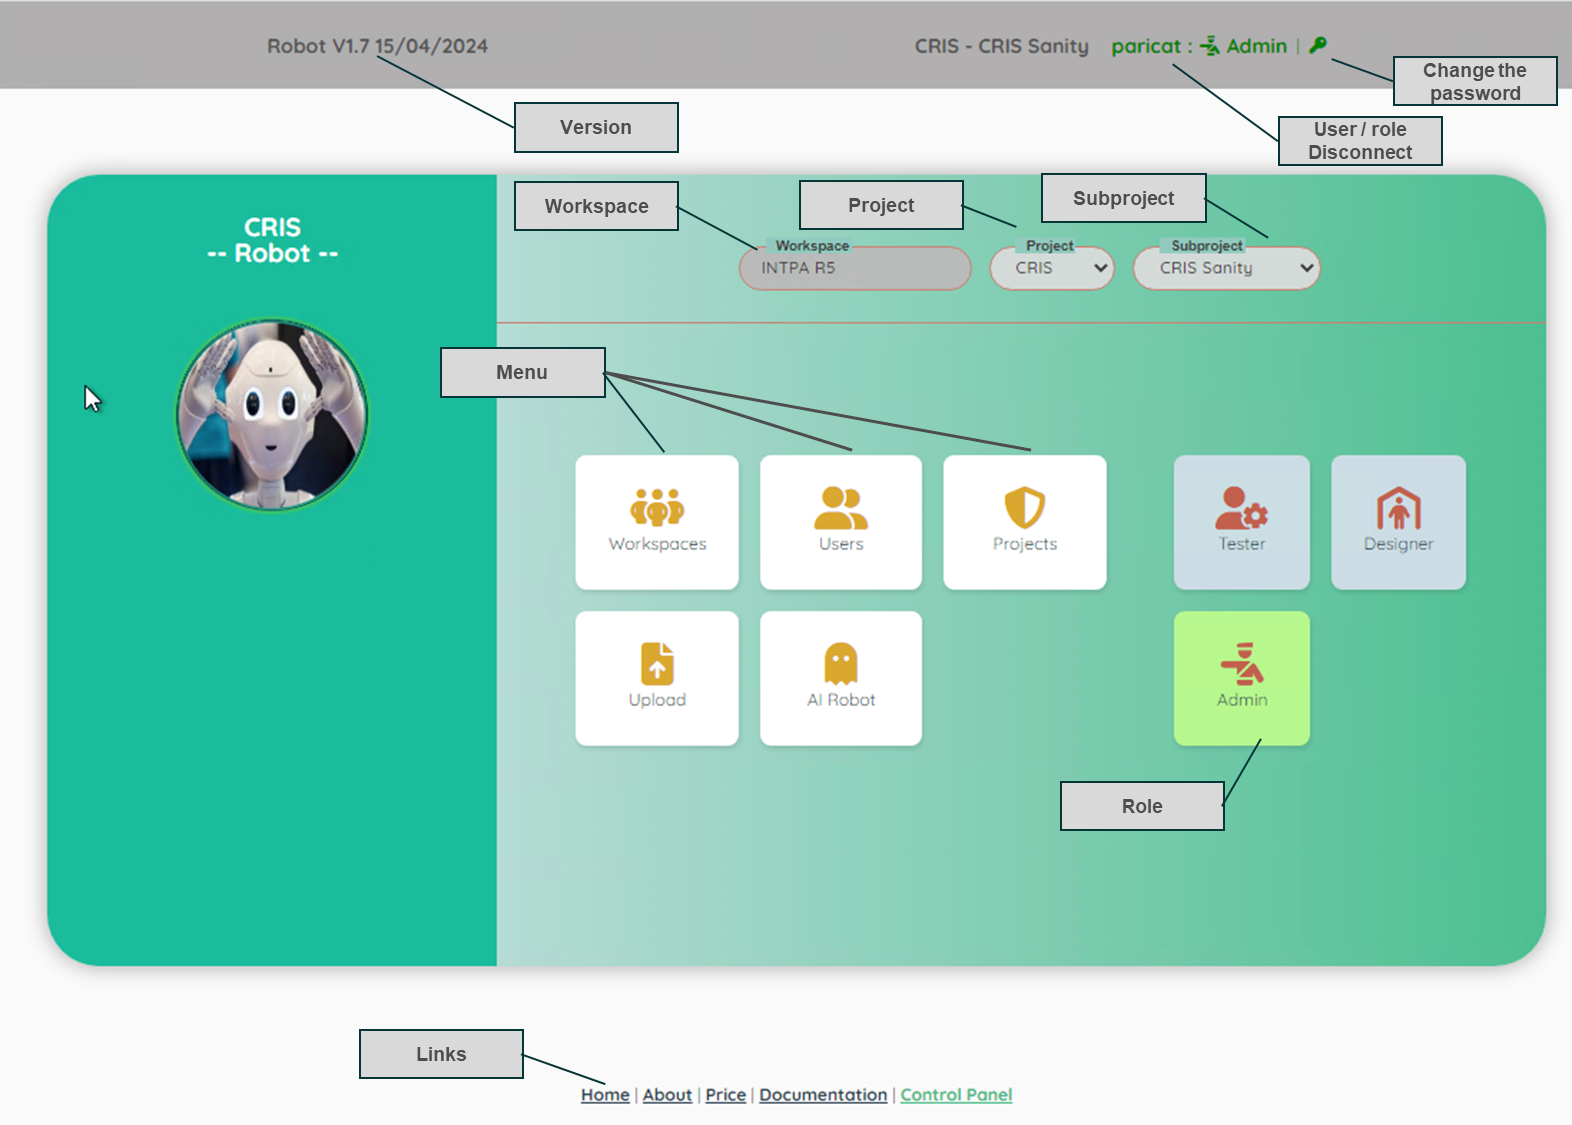 Robot V1.7 15/04/2024
CRIS - CRIS Sanity paricat : Admin |
Change the
password
Version
User / role
Disconnect
CRIS
-- Robot --
Workspace
Project
Subproject
Workspace
INTPA R5
Project
CRIS
Subproject
CRIS Sanity
Menu
Workspaces
Users
Projects
Tester
Designer
Upload
AI Robot
Admin
Role
Links
Home | About | Price | Documentation | Control Panel